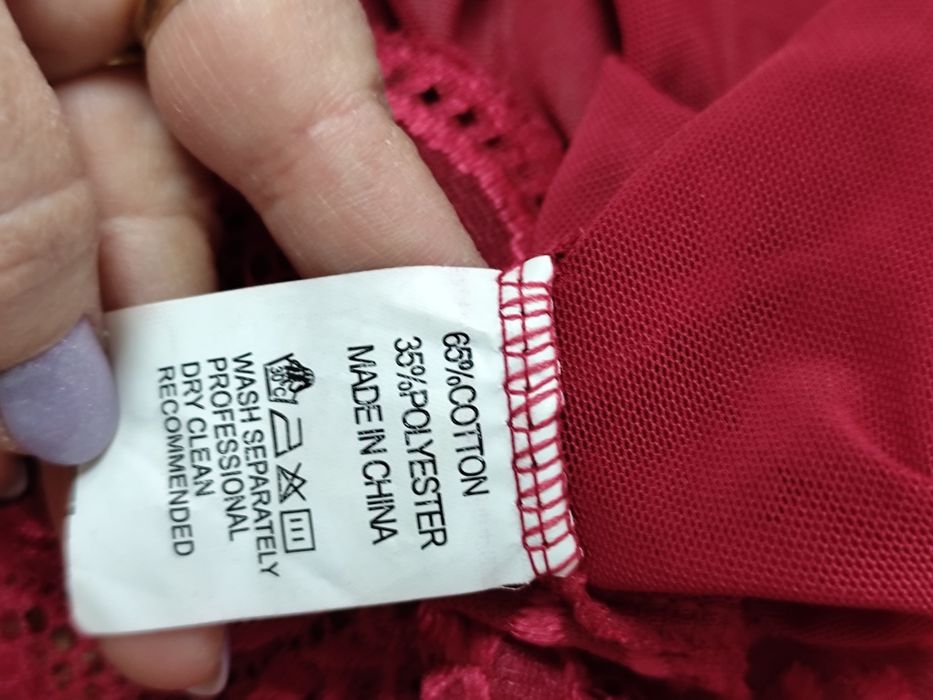 65%COTTON
35%POLYESTER
MADE IN CHINA
30°C
WASH SEPARATELY
PROFESSIONAL
DRY CLEAN
RECOMMENDED